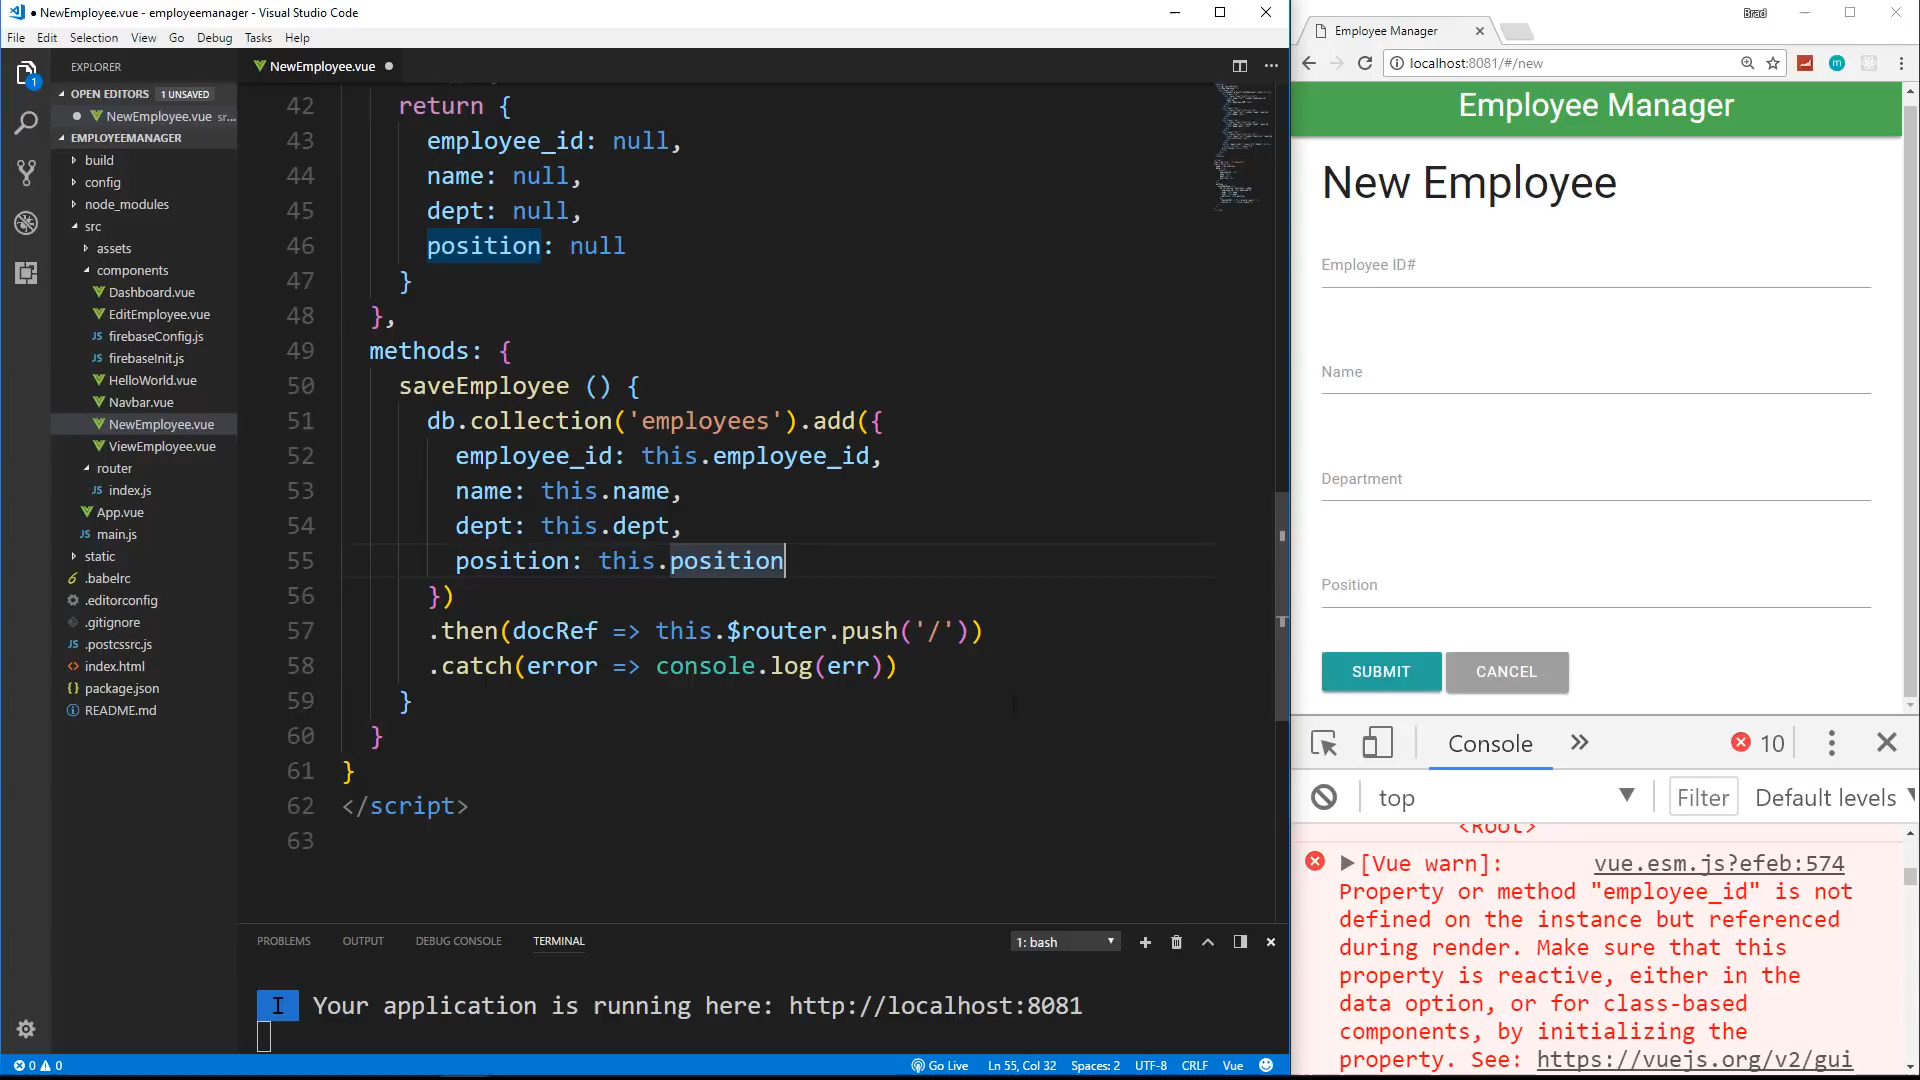 NewEmployee.vue - employeemanager - Visual Studio Code
File Edit Selection View Go Debug Tasks Help
1
EXPLORER
OPEN EDITORS 1 UNSAVED
NewEmployee.vue src...
EMPLOYEEMANAGER
build
config
node_modules
src
assets
components
Dashboard.vue
EditEmployee.vue
JS firebaseConfig.js
JS firebaseInit.js
HelloWorld.vue
Navbar.vue
NewEmployee.vue
ViewEmployee.vue
router
JS index.js
App.vue
JS main.js
static
.babelrc
.editorconfig
.gitignore
JS .postcssrc.js
<> index.html
{} package.json
README.md
NewEmployee.vue
42 return {
43 employee_id: null,
44 name: null,
45 dept: null,
46 position: null
47 }
48 },
49 methods: {
50 saveEmployee () {
51 db.collection('employees').add({
52 employee_id: this.employee_id,
53 name: this.name,
54 dept: this.dept,
55 position: this.position
56 })
57 .then(docRef => this.$router.push('/'))
58 .catch(error => console.log(err))
59 }
60 }
61 }
62 </script>
63
PROBLEMS OUTPUT DEBUG CONSOLE TERMINAL 1: bash
I Your application is running here: http://localhost:8081
0 0 Go Live Ln 55, Col 32 Spaces: 2 UTF-8 CRLF Vue
Brad
Employee Manager
localhost:8081/#/new
Employee Manager
New Employee
Employee ID#
Name
Department
Position
SUBMIT CANCEL
Console 10
top Filter Default levels
<Root>
[Vue warn]: vue.esm.js?efeb:574
Property or method "employee_id" is not
defined on the instance but referenced
during render. Make sure that this
property is reactive, either in the
data option, or for class-based
components, by initializing the
property. See: https://vuejs.org/v2/gui